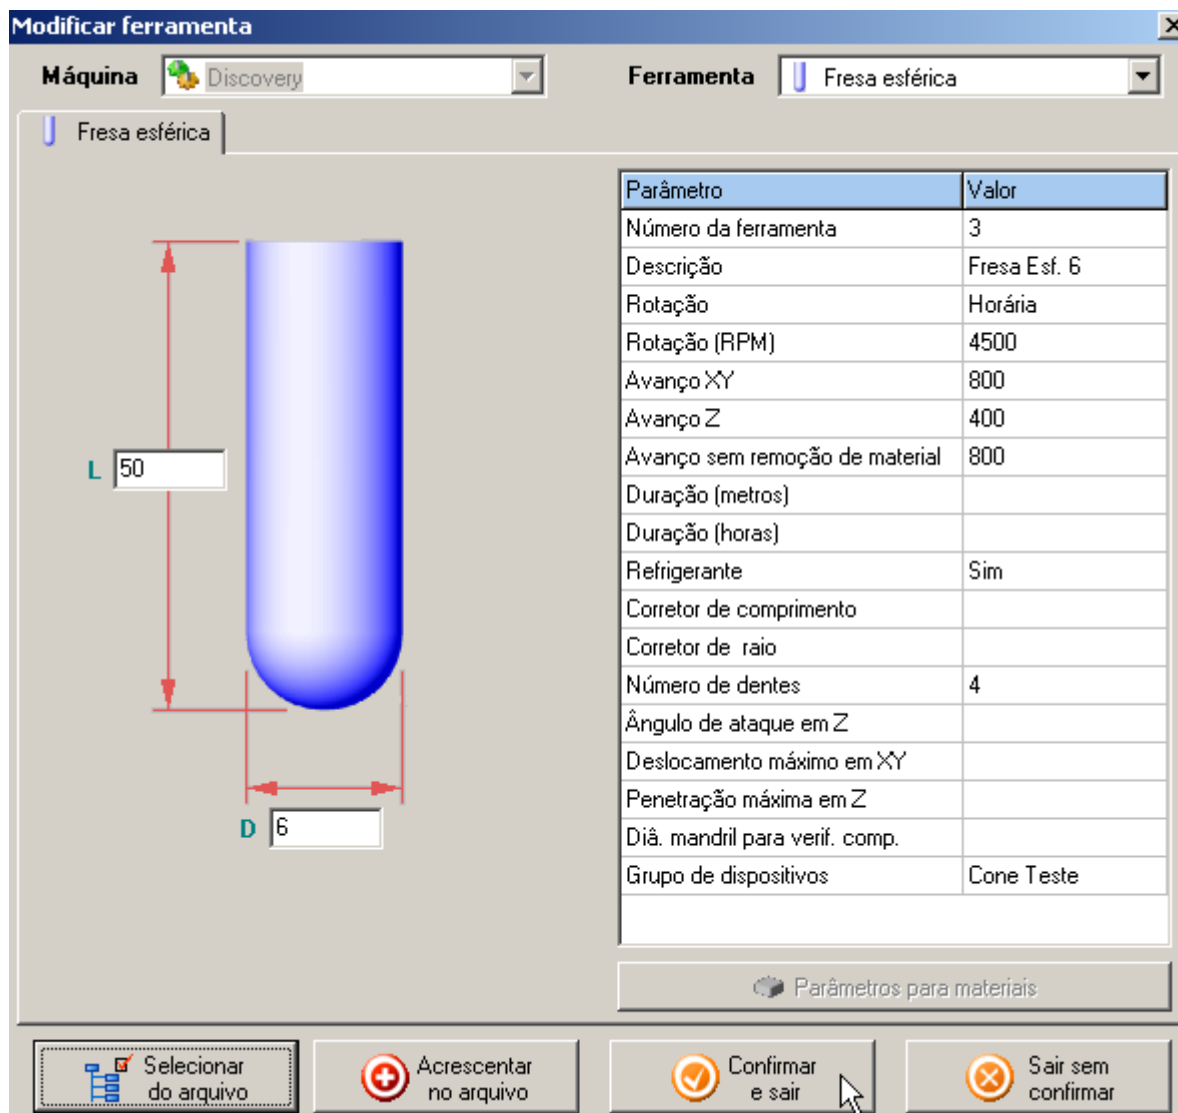 Modificar ferramenta
Máquina Discovery Ferramenta Fresa esférica
Fresa esférica
Parâmetro Valor
Número da ferramenta 3
Descrição Fresa Esf. 6
Rotação Horária
Rotação (RPM) 4500
Avanço XY 800
Avanço Z 400
Avanço sem remoção de material 800
Duração (metros)
Duração (horas)
Refrigerante Sim
Corretor de comprimento
Corretor de  raio
Número de dentes 4
Ângulo de ataque em Z
Deslocamento máximo em XY
Penetração máxima em Z
Diâ. mandril para verif. comp.
Grupo de dispositivos Cone Teste
L 50
D 6
Parâmetros para materiais
Selecionar
do arquivo
Acrescentar
no arquivo
Confirmar
e sair
Sair sem
confirmar